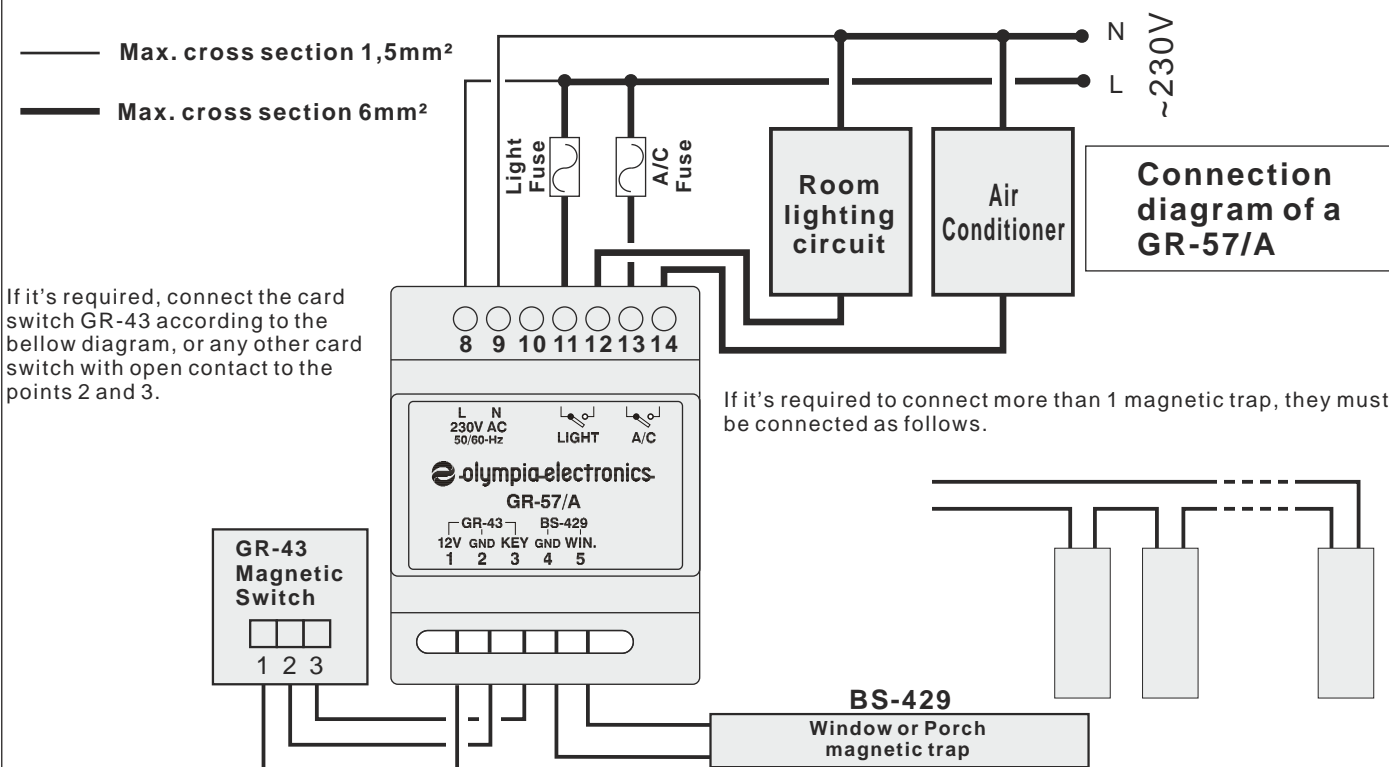 Max. cross section 1,5mm²
Max. cross section 6mm²
N
L
~230V
Light
Fuse
A/C
Fuse
Room
lighting
circuit
Air
Conditioner
Connection
diagram of a
GR-57/A
If it's required, connect the card
switch GR-43 according to the
bellow diagram, or any other card
switch with open contact to the
points 2 and 3.
8 9 10 11 12 13 14
L N
230V AC
50/60-Hz
LIGHT
A/C
olympia electronics
GR-57/A
GR-43 BS-429
12V GND KEY GND WIN.
1 2 3 4 5
If it's required to connect more than 1 magnetic trap, they must
be connected as follows.
GR-43
Magnetic
Switch
1 2 3
BS-429
Window or Porch
magnetic trap